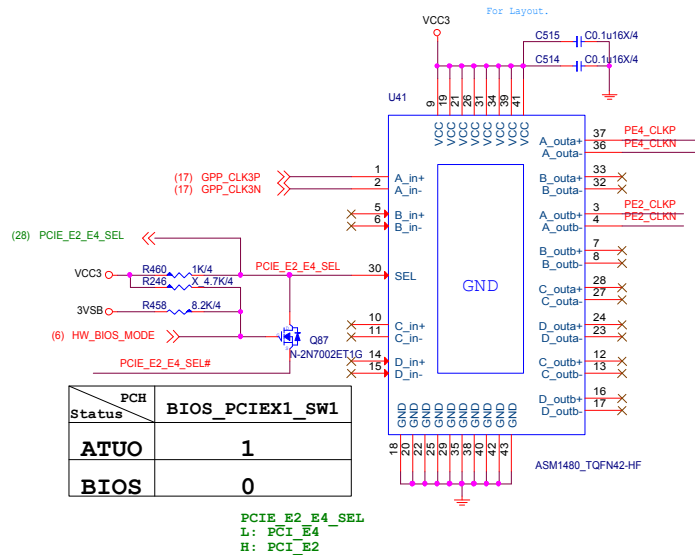 For Layout.
VCC3
C515 C0.1u16X/4
C514 C0.1u16X/4
U41
9 19 21 26 31 34 39 41
VCC VCC VCC VCC VCC VCC VCC VCC
A_outa+ 37 PE4_CLKP
A_outa- 36 PE4_CLKN
(17) GPP_CLK3P 1 A_in+
(17) GPP_CLK3N 2 A_in-
B_outa+ 33
B_outa- 32
5 B_in+
6 B_in-
A_outb+ 3 PE2_CLKP
A_outb- 4 PE2_CLKN
(28) PCIE_E2_E4_SEL
B_outb+ 7
B_outb- 8
VCC3 R460 1K/4 PCIE_E2_E4_SEL 30 SEL
R246 X_4.7K/4
GND
C_outa+ 28
C_outa- 27
3VSB R458 8.2K/4
10 C_in+
11 C_in-
D_outa+ 24
D_outa- 23
(6) HW_BIOS_MODE
Q87
N-2N7002ET1G
14 D_in+
15 D_in-
C_outb+ 12
C_outb- 13
PCIE_E2_E4_SEL#
D_outb+ 16
D_outb- 17
GND GND GND GND GND GND GND GND GND GND
18 20 22 25 29 35 38 40 42 43
ASM1480_TQFN42-HF
PCH
Status BIOS_PCIEX1_SW1
ATUO 1
BIOS 0
PCIE_E2_E4_SEL
L: PCI_E4
H: PCI_E2